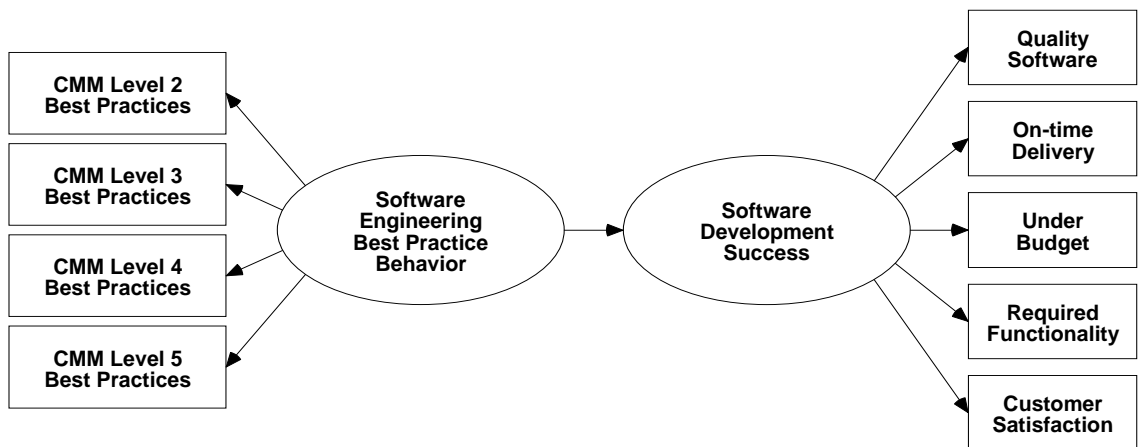 CMM Level 2
Best Practices
CMM Level 3
Best Practices
CMM Level 4
Best Practices
CMM Level 5
Best Practices
Software
Engineering
Best Practice
Behavior
Software
Development
Success
Quality
Software
On-time
Delivery
Under
Budget
Required
Functionality
Customer
Satisfaction